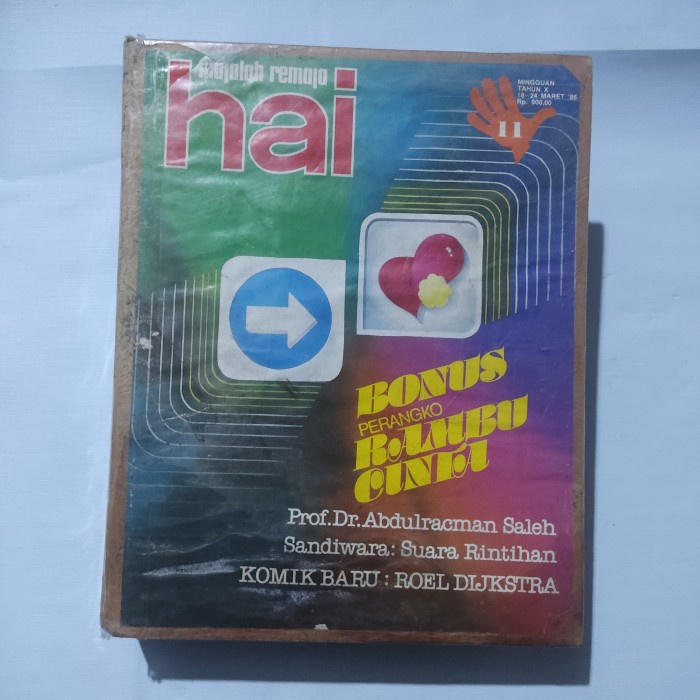 majalah remaja
hai
MINGGUAN
TAHUN X
18-24 MARET '86
Rp. 900,00
11
BONUS
PERANGKO
RAMBU
CINTA
Prof.Dr.Abdulracman Saleh
Sandiwara: Suara Rintihan
KOMIK BARU: ROEL DIJKSTRA